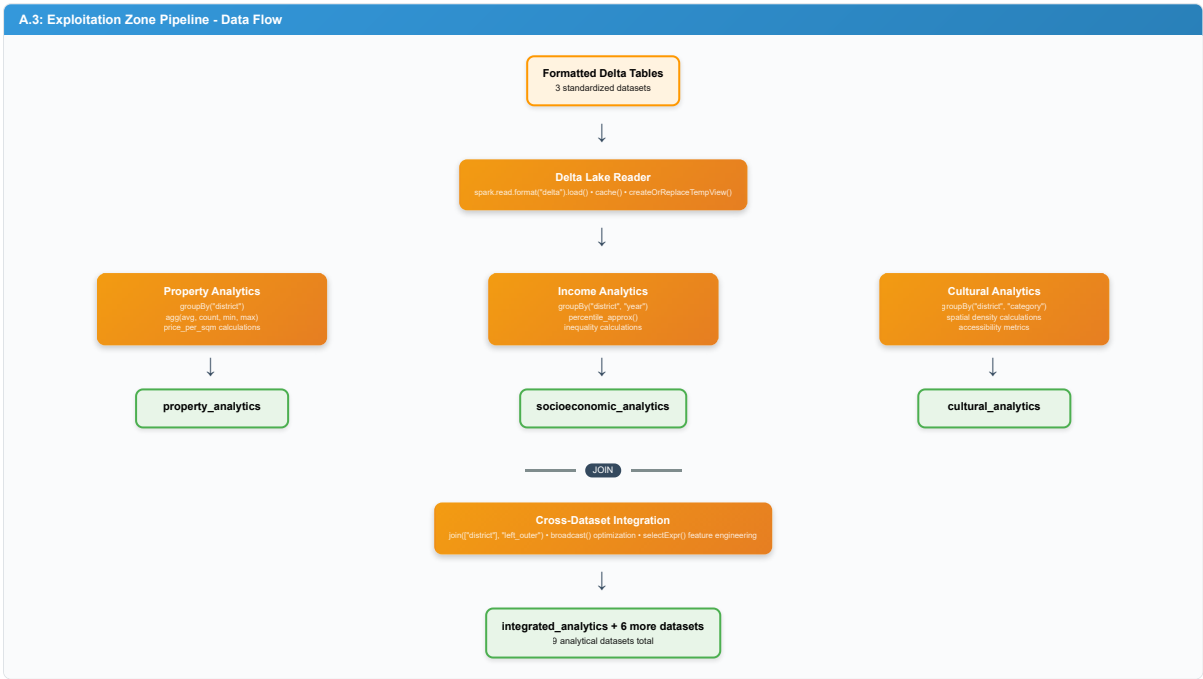 A.3: Exploitation Zone Pipeline - Data Flow
Formatted Delta Tables
3 standardized datasets
↓
Delta Lake Reader
spark.read.format("delta").load() • cache() • createOrReplaceTempView()
↓
Property Analytics
groupBy("district")
agg(avg, count, min, max)
price_per_sqm calculations
↓
property_analytics
Income Analytics
groupBy("district", "year")
percentile_approx()
inequality calculations
↓
socioeconomic_analytics
Cultural Analytics
groupBy("district", "category")
spatial density calculations
accessibility metrics
↓
cultural_analytics
JOIN
Cross-Dataset Integration
join(["district"], "left_outer") • broadcast() optimization • selectExpr() feature engineering
↓
integrated_analytics + 6 more datasets
9 analytical datasets total